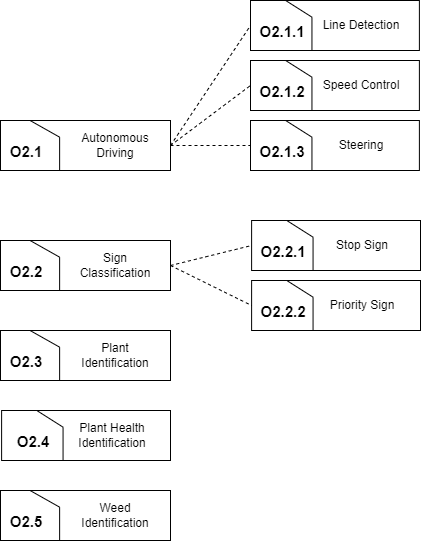 O2.1
Autonomous
Driving
O2.1.1
Line Detection
O2.1.2
Speed Control
O2.1.3
Steering
O2.2
Sign
Classification
O2.2.1
Stop Sign
O2.2.2
Priority Sign
O2.3
Plant
Identification
O2.4
Plant Health
Identification
O2.5
Weed
Identification